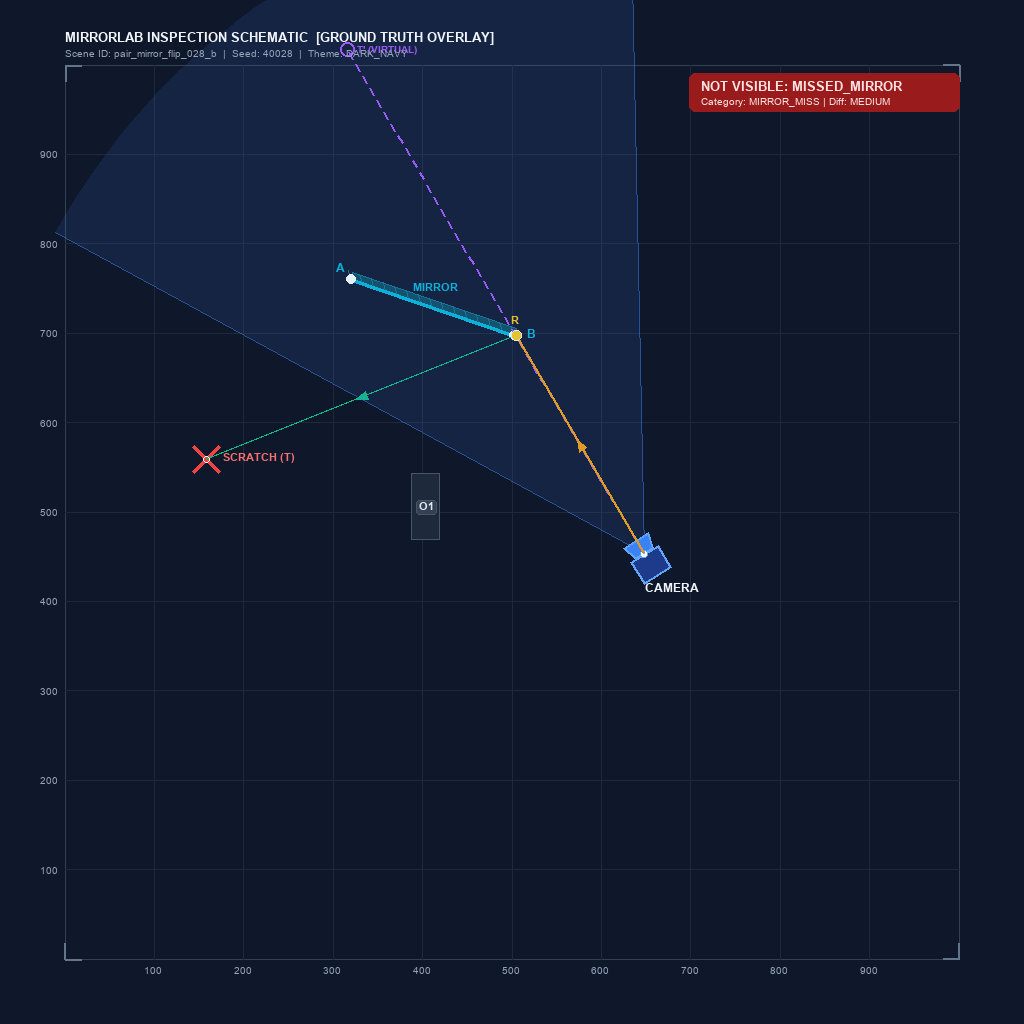 MIRRORLAB INSPECTION SCHEMATIC [GROUND TRUTH OVERLAY]
Scene ID: pair_mirror_flip_028_b | Seed: 40028 | Theme: DARK_NAVY
T' (VIRTUAL)
NOT VISIBLE: MISSED_MIRROR
Category: MIRROR_MISS | Diff: MEDIUM
900
800
A
MIRROR
700
R
B
600
SCRATCH (T)
500
O1
CAMERA
400
300
200
100
100 200 300 400 500 600 700 800 900